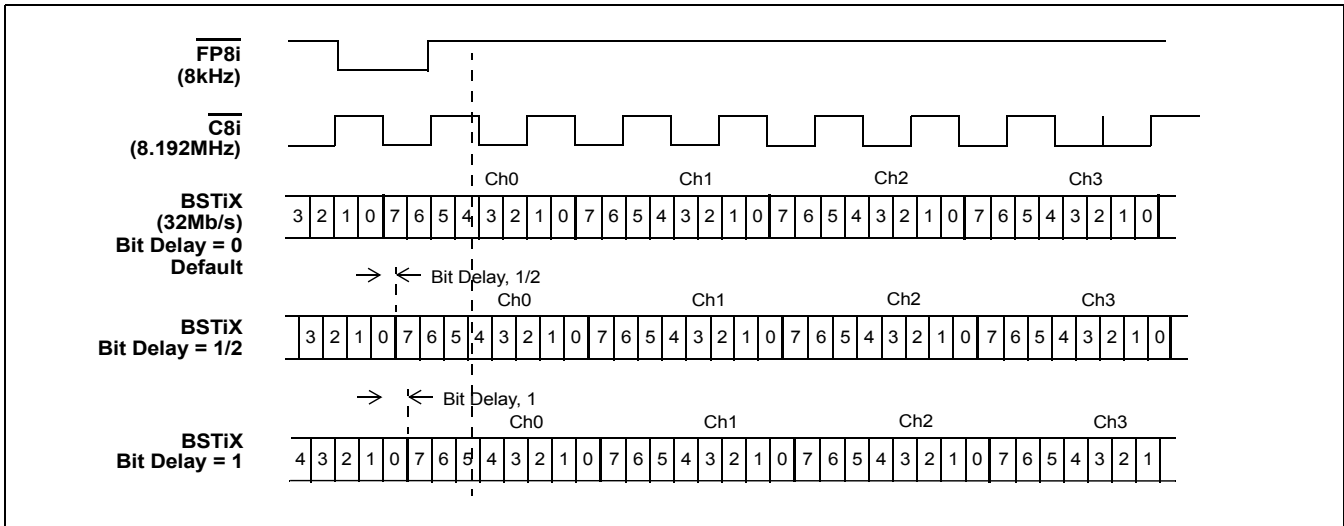 FP8i
(8kHz)
C8i
(8.192MHz)
Ch0 Ch1 Ch2 Ch3
BSTiX
(32Mb/s)
Bit Delay = 0
Default
3 2 1 0 7 6 5 4 3 2 1 0 7 6 5 4 3 2 1 0 7 6 5 4 3 2 1 0 7 6 5 4 3 2 1 0
Bit Delay, 1/2
Ch0 Ch1 Ch2 Ch3
BSTiX
Bit Delay = 1/2
3 2 1 0 7 6 5 4 3 2 1 0 7 6 5 4 3 2 1 0 7 6 5 4 3 2 1 0 7 6 5 4 3 2 1 0
Bit Delay, 1
Ch0 Ch1 Ch2 Ch3
BSTiX
Bit Delay = 1
4 3 2 1 0 7 6 5 4 3 2 1 0 7 6 5 4 3 2 1 0 7 6 5 4 3 2 1 0 7 6 5 4 3 2 1